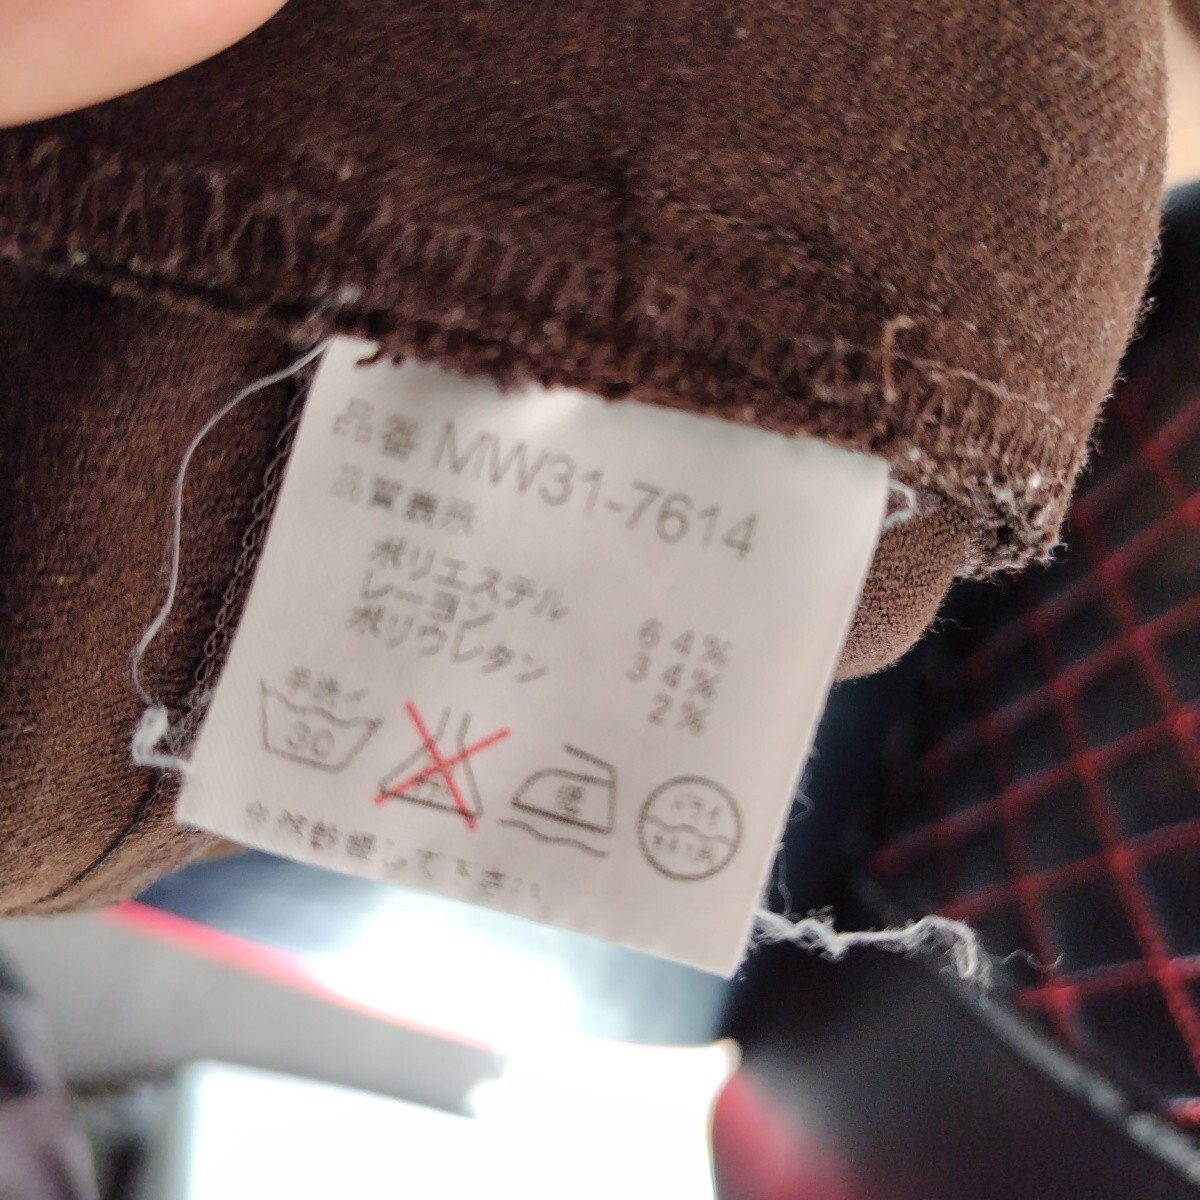 品番 MW31-7614
品質表示
ポリエステル 64%
レーヨン 34%
ポリウレタン 2%
手洗イ
30
ドライ